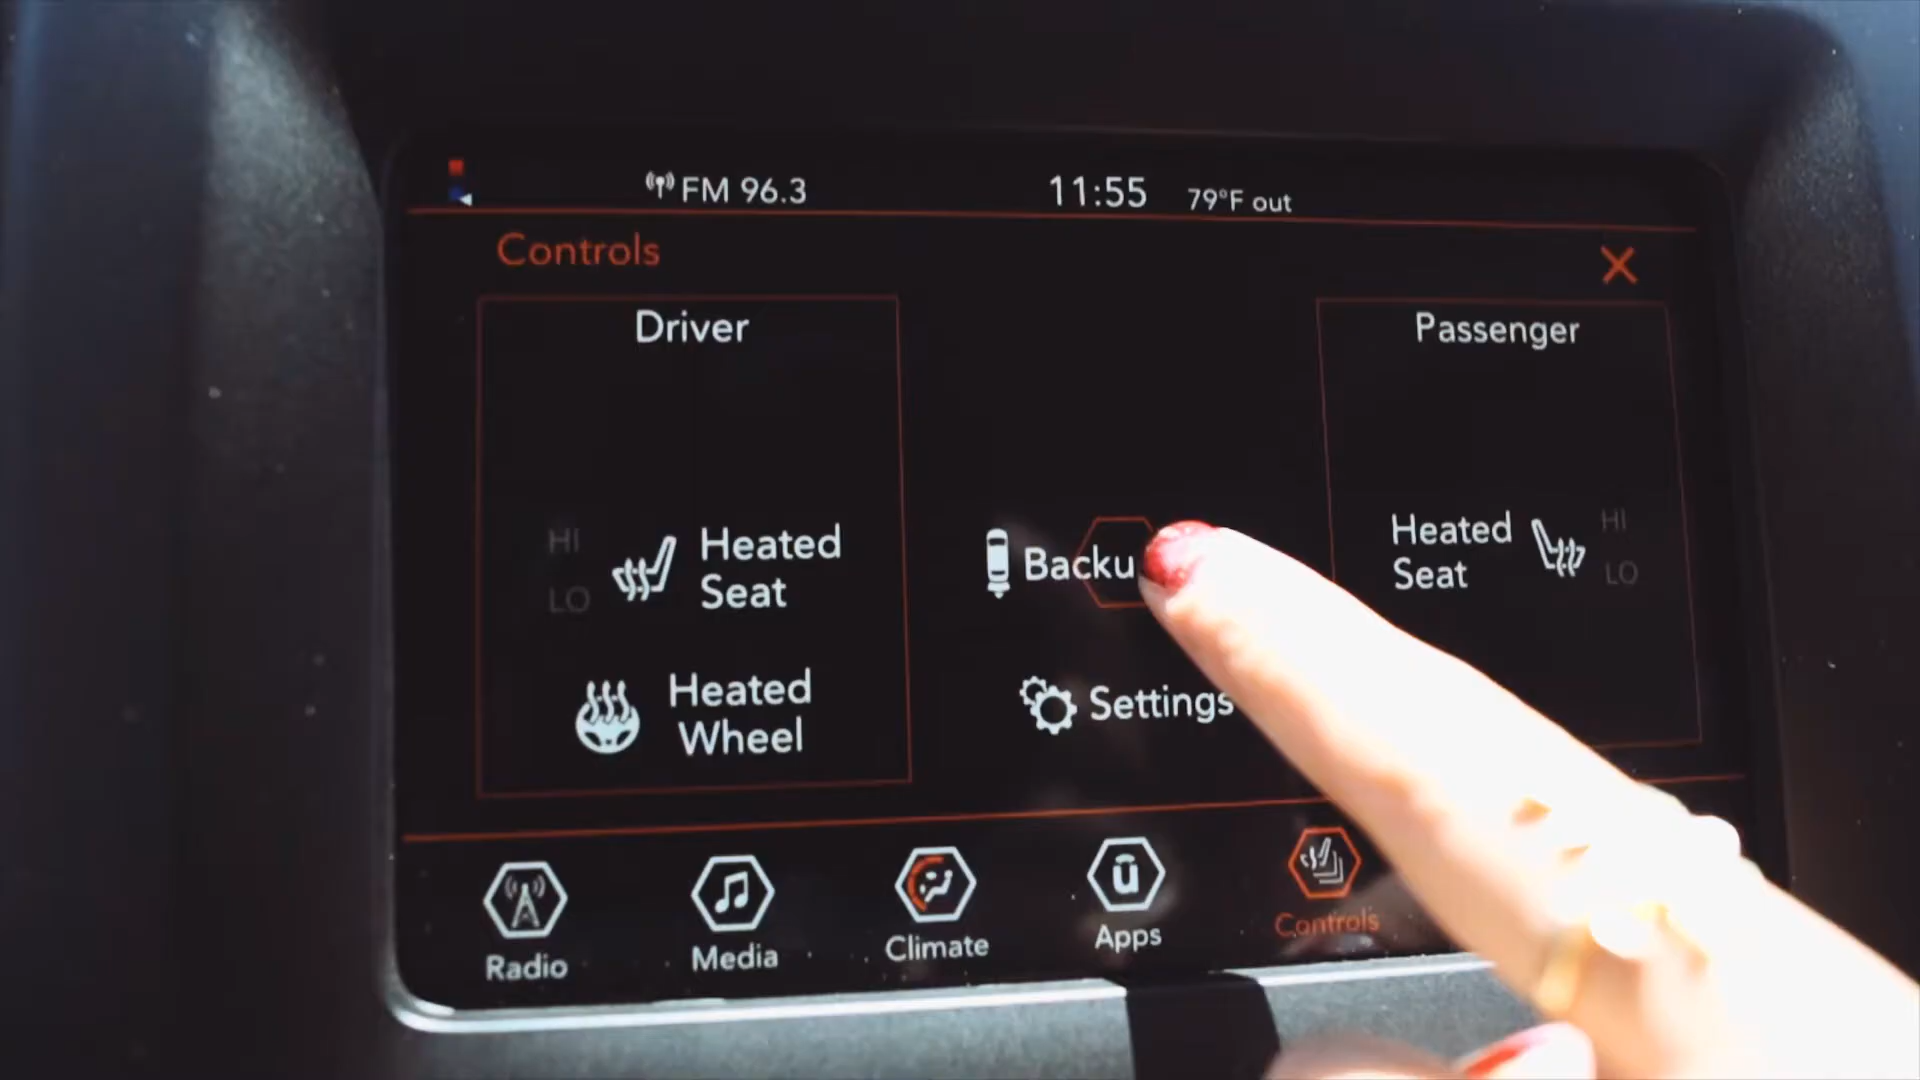 FM 96.3 11:55 79°F out
Controls
Driver
Passenger
HI
LO
Heated
Seat
Backu
Heated
Seat
HI
LO
Heated
Wheel
Settings
Radio
Media
Climate
Apps
Controls